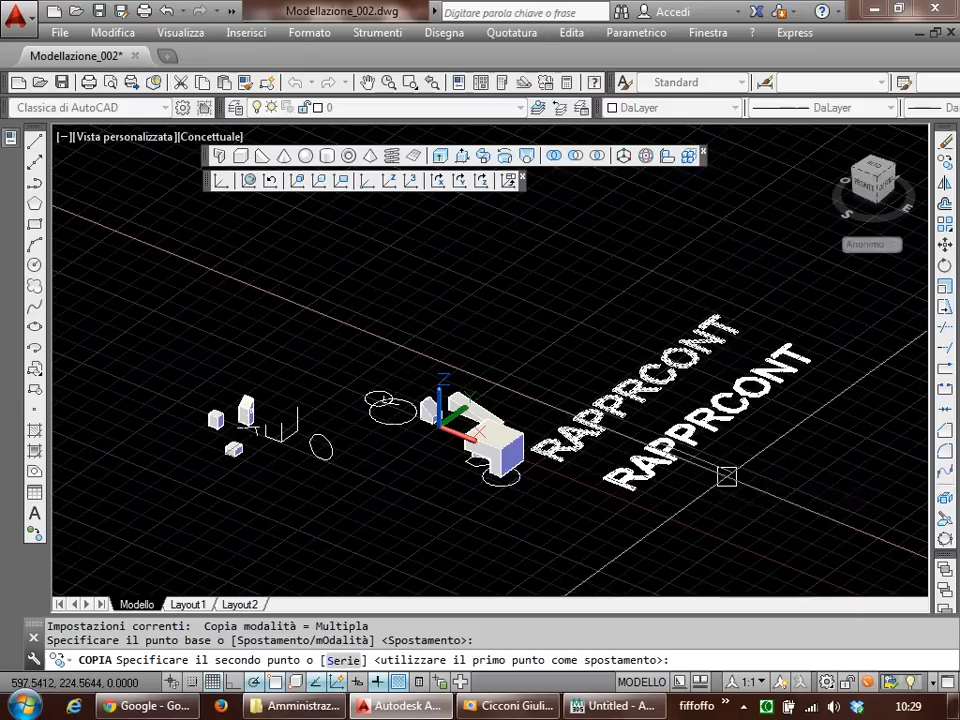 Modellazione_002.dwg
Digitare parola chiave o frase
Accedi
File Modifica Visualizza Inserisci Formato Strumenti Disegna Quotatura Edita Parametrico Finestra ? Express
Modellazione_002*
Standard
Classica di AutoCAD
0
DaLayer
DaLayer
Da
[−][Vista personalizzata][Concettuale]
ALTO
FRONTE
O
S
E
Anonimo
Z
RAPPRCONT
RAPPRCONT
Modello Layout1 Layout2
Impostazioni correnti: Copia modalità = Multipla
Specificare il punto base o [Spostamento/mOdalità] <Spostamento>:
COPIA Specificare il secondo punto o [Serie] <utilizzare il primo punto come spostamento>:
597.5412, 224.5644, 0.0000
MODELLO
1:1
Google - Go...
Amministraz...
Autodesk A...
Cicconi Giuli...
Untitled - A...
fiffoffo
10:29